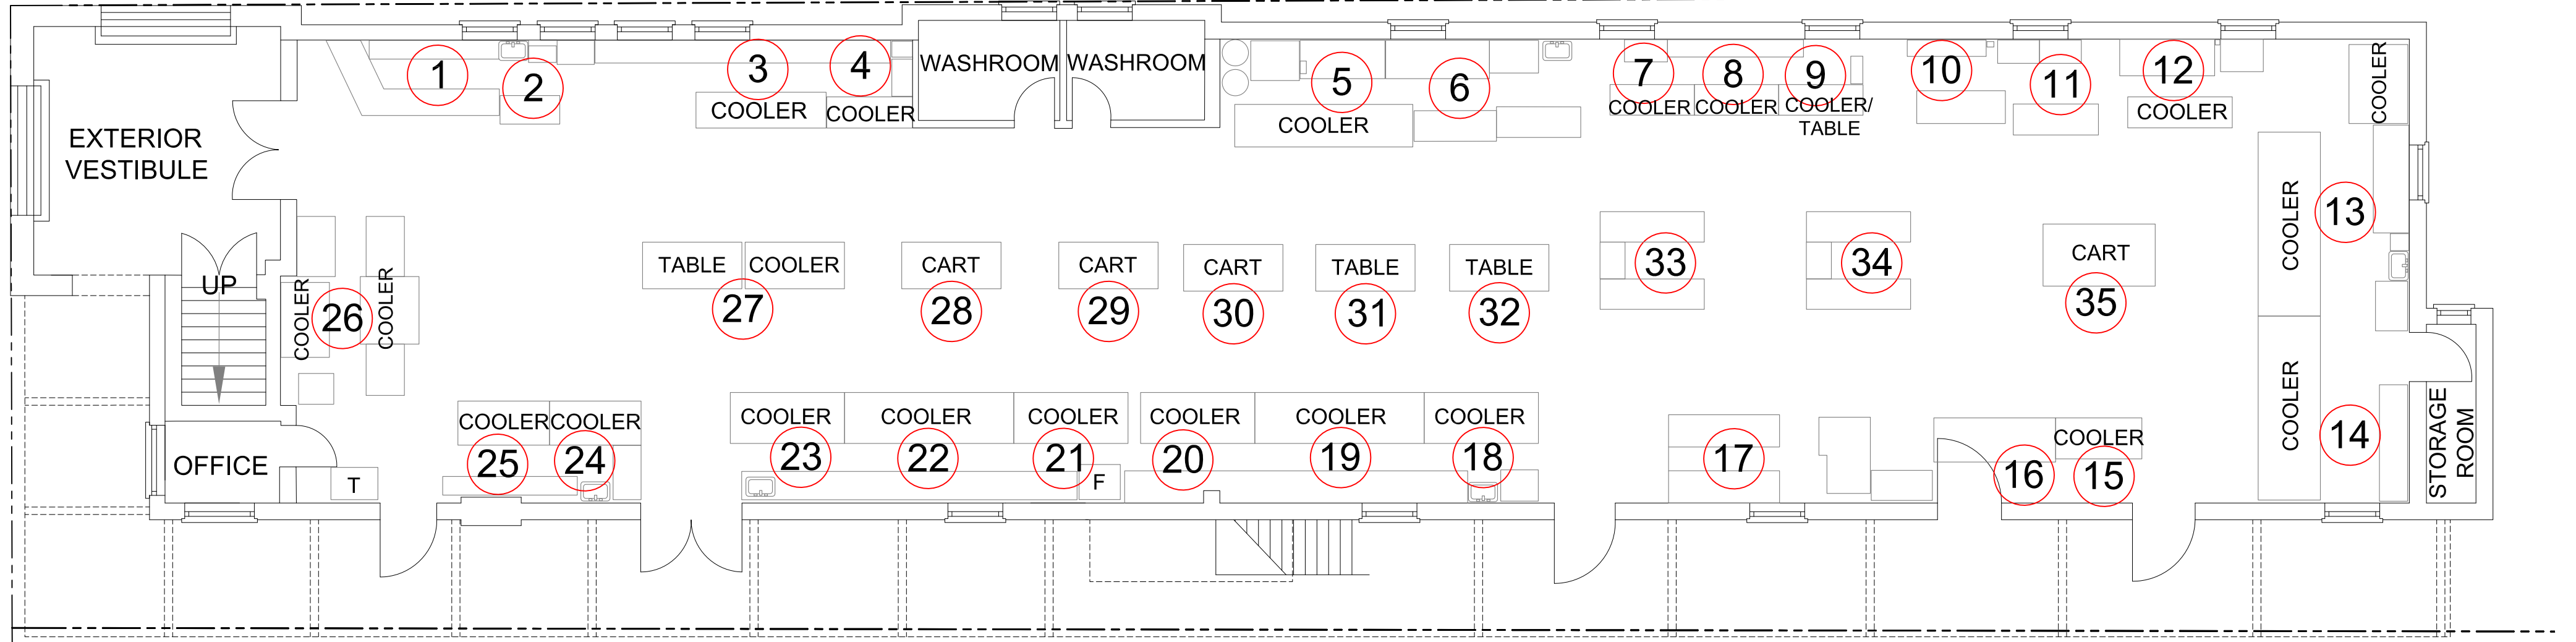 1
2
3
4
COOLER
COOLER
WASHROOM
WASHROOM
5
6
COOLER
7
8
9
COOLER
COOLER
COOLER/
TABLE
10
11
12
COOLER
COOLER
EXTERIOR
VESTIBULE
UP
COOLER
26
COOLER
TABLE
COOLER
27
CART
28
CART
29
CART
30
TABLE
31
TABLE
32
33
34
CART
35
COOLER
13
COOLER
14
STORAGE
ROOM
OFFICE
T
COOLER
COOLER
25
24
COOLER
COOLER
COOLER
23
22
21
F
COOLER
COOLER
COOLER
20
19
18
17
COOLER
16
15